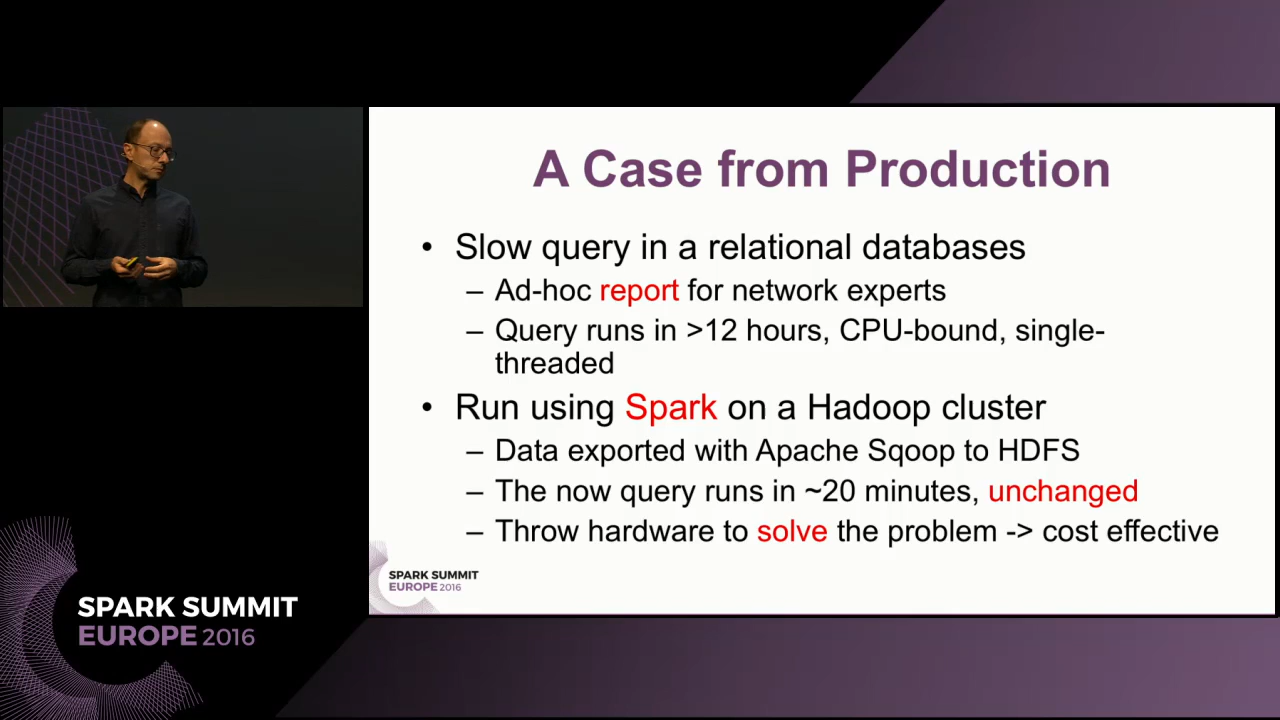 A Case from Production
• Slow query in a relational databases
– Ad-hoc report for network experts
– Query runs in >12 hours, CPU-bound, single-
threaded
• Run using Spark on a Hadoop cluster
– Data exported with Apache Sqoop to HDFS
– The now query runs in ~20 minutes, unchanged
– Throw hardware to solve the problem -> cost effective
SPARK SUMMIT
EUROPE 2016
SPARK SUMMIT
EUROPE 2016